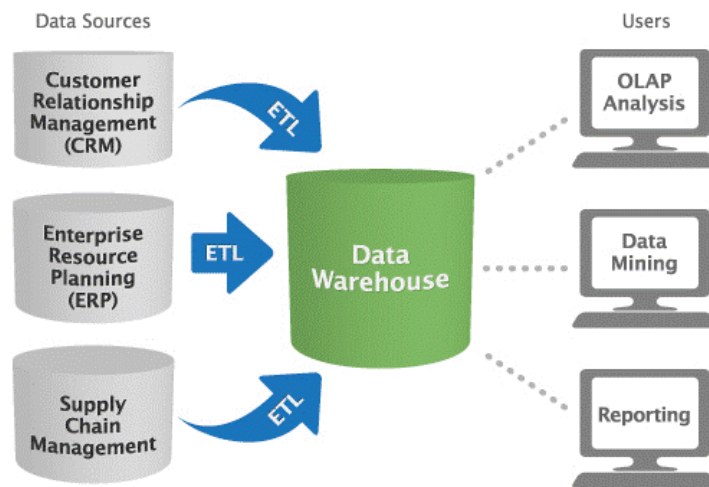 Data Sources
Users
Customer
Relationship
Management
(CRM)
ETL
OLAP
Analysis
Enterprise
Resource
Planning
(ERP)
ETL
Data
Warehouse
Data
Mining
Supply
Chain
Management
ETL
Reporting